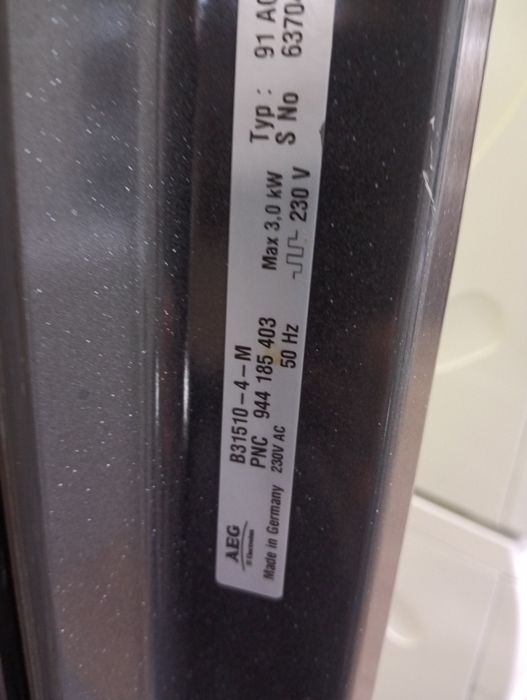 AEG
Electrolux
B31510-4-M
PNC 944 185 403
Made in Germany 230V AC 50 Hz
Max 3,0 kW
230 V
Typ : 91 A
S No 6370